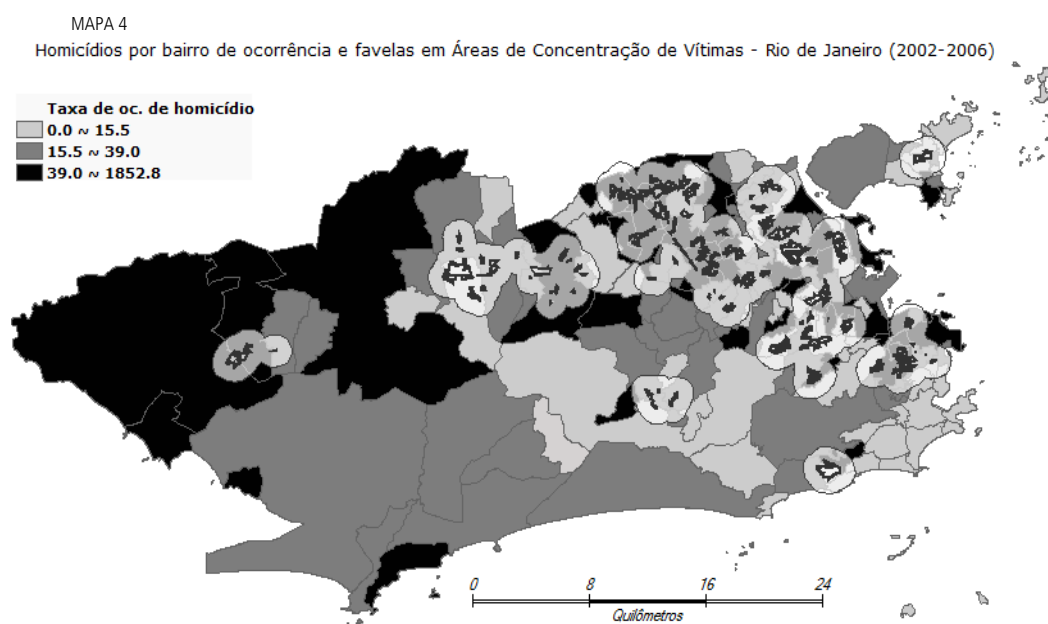 MAPA 4
Homicídios por bairro de ocorrência e favelas em Áreas de Concentração de Vítimas - Rio de Janeiro (2002-2006)
Taxa de oc. de homicídio
0.0 ~ 15.5
15.5 ~ 39.0
39.0 ~ 1852.8
0 8 16 24
Quilômetros